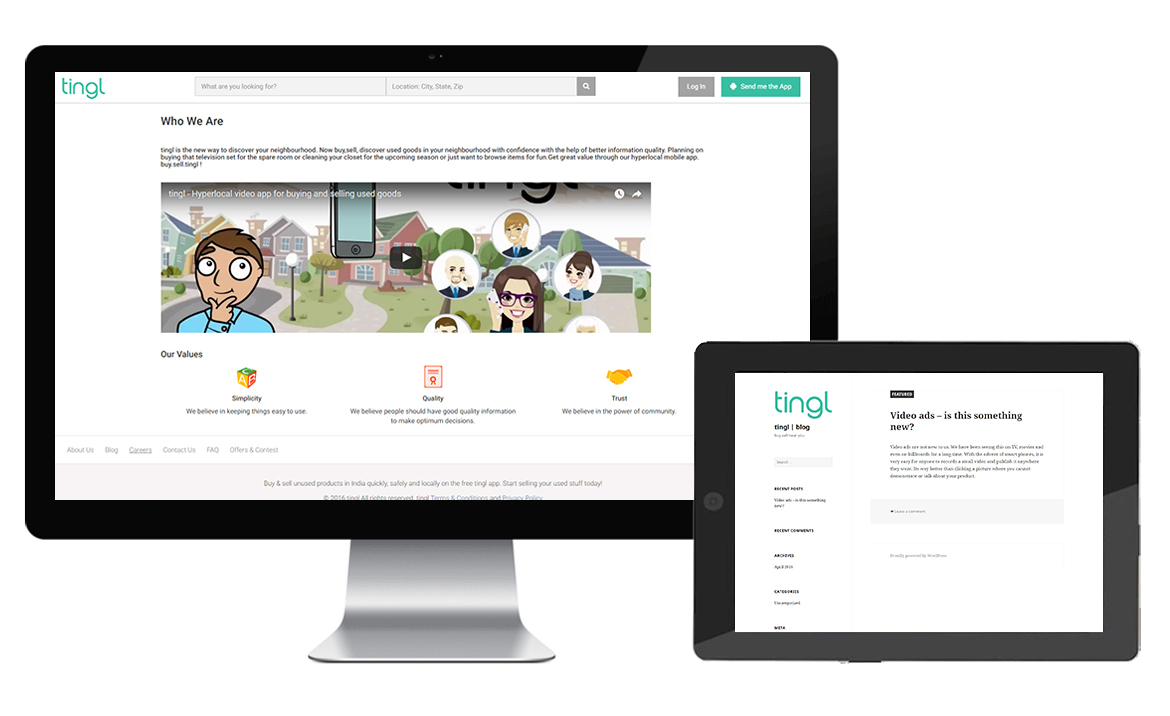 tingl
What are you looking for?
Location: City, State, Zip
Log In
Send me the App
Who We Are
tingl is the new way to discover your neighbourhood. Now buy,sell, discover used goods in your neighbourhood with confidence with the help of better information quality. Planning on
buying that television set for the spare room or cleaning your closet for the upcoming season or just want to browse items for fun.Get great value through our hyperlocal mobile app.
buy.sell.tingl !
tingl
tingl - Hyperlocal video app for buying and selling used goods
Our Values
Simplicity
We believe in keeping things easy to use.
Quality
We believe people should have good quality information
to make optimum decisions.
Trust
We believe in the power of community.
About Us
Blog
Careers
Contact Us
FAQ
Offers & Contest
Buy & sell unused products in India quickly, safely and locally on the free tingl app. Start selling your used stuff today!
© 2016 tingl All rights reserved. tingl Terms & Conditions and Privacy Policy
tingl
tingl | blog
Buy sell near you
Search ...
RECENT POSTS
Video ads – is this something
new?
RECENT COMMENTS
ARCHIVES
April 2016
CATEGORIES
Uncategorized
META
FEATURED
Video ads – is this something
new?
Video ads are not new to us. We have been seeing this on TV, movies and
even on billboards for a long time. With the advent of smart phones, it is
very easy for anyone to records a small video and publish it anywhere
they want. Its way better than clicking a picture where you cannot
demonstrate or talk about your product.
Leave a comment
Proudly powered by WordPress